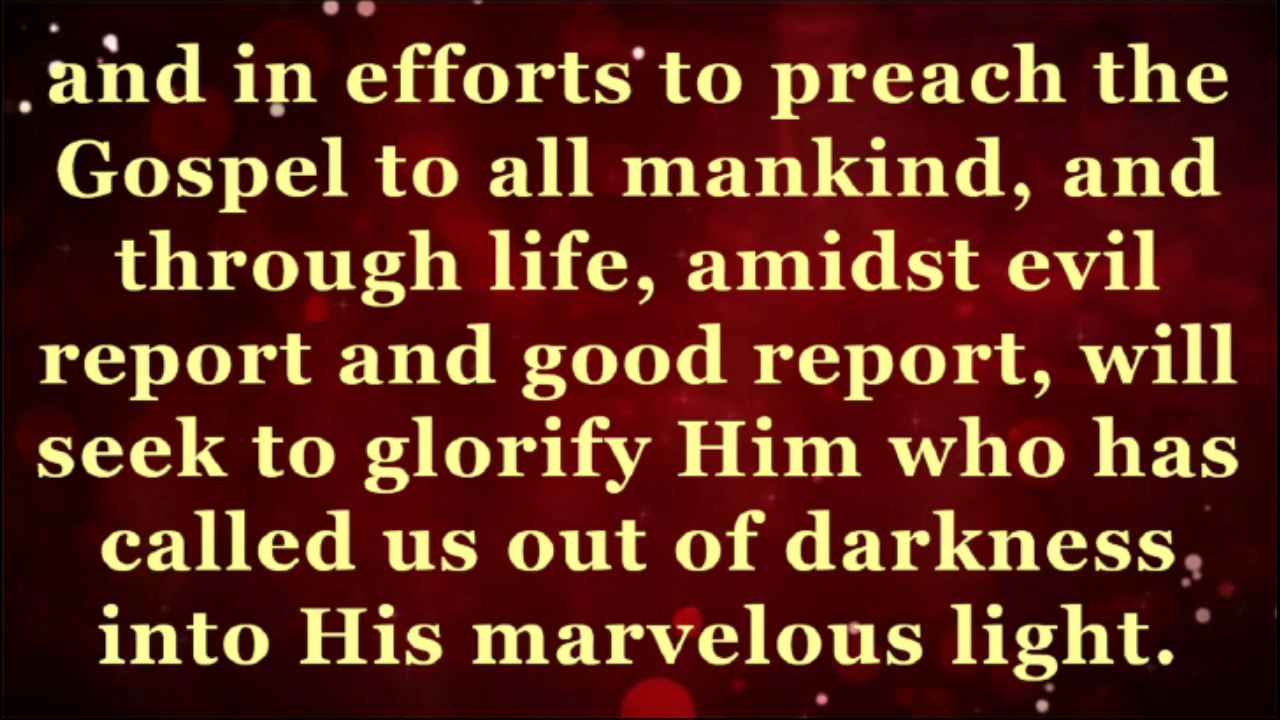 and in efforts to preach the
Gospel to all mankind, and
through life, amidst evil
report and good report, will
seek to glorify Him who has
called us out of darkness
into His marvelous light.